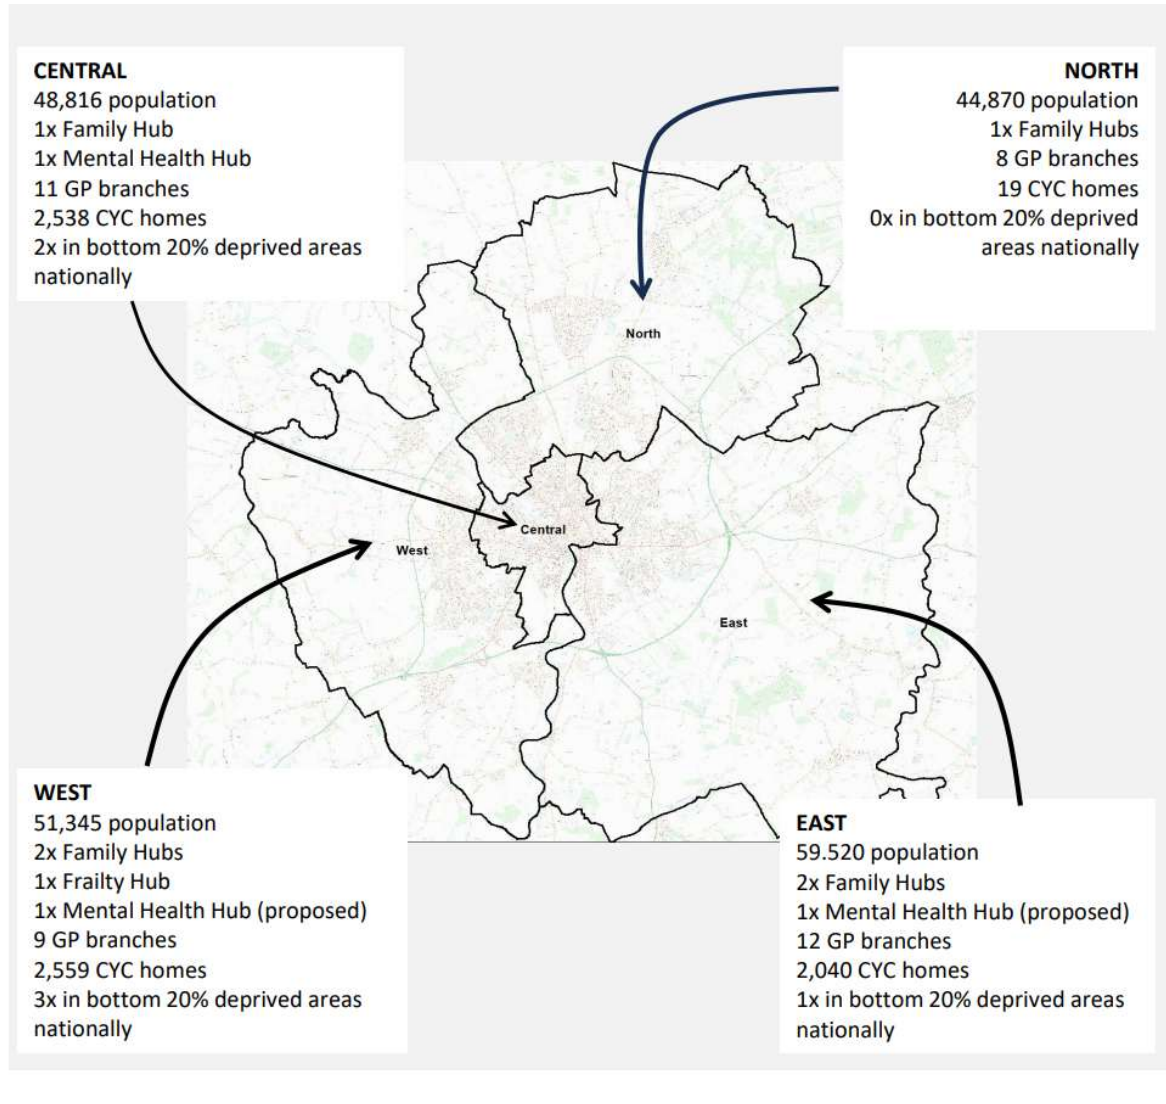 CENTRAL
48,816 population
1x Family Hub
1x Mental Health Hub
11 GP branches
2,538 CYC homes
2x in bottom 20% deprived areas
nationally
NORTH
44,870 population
1x Family Hubs
8 GP branches
19 CYC homes
0x in bottom 20% deprived
areas nationally
North
Central
West
East
WEST
51,345 population
2x Family Hubs
1x Frailty Hub
1x Mental Health Hub (proposed)
9 GP branches
2,559 CYC homes
3x in bottom 20% deprived areas
nationally
EAST
59.520 population
2x Family Hubs
1x Mental Health Hub (proposed)
12 GP branches
2,040 CYC homes
1x in bottom 20% deprived areas
nationally